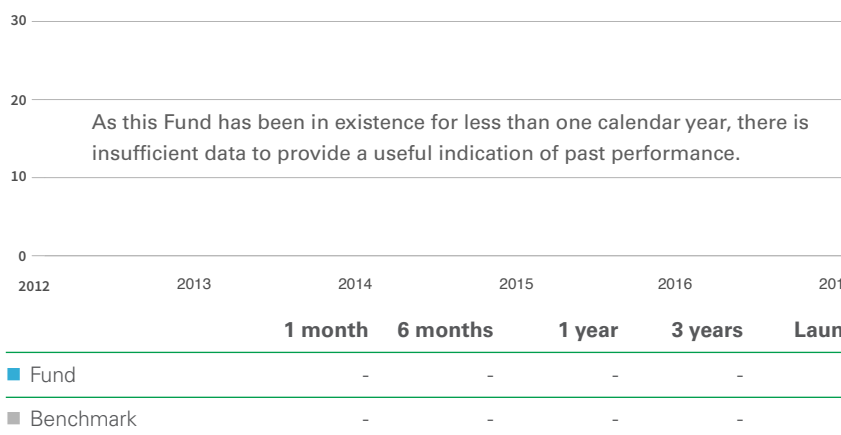 30
20
As this Fund has been in existence for less than one calendar year, there is
insufficient data to provide a useful indication of past performance.
10
0
2012 2013 2014 2015 2016 201
1 month 6 months 1 year 3 years Laun
Fund - - - -
Benchmark - - - -